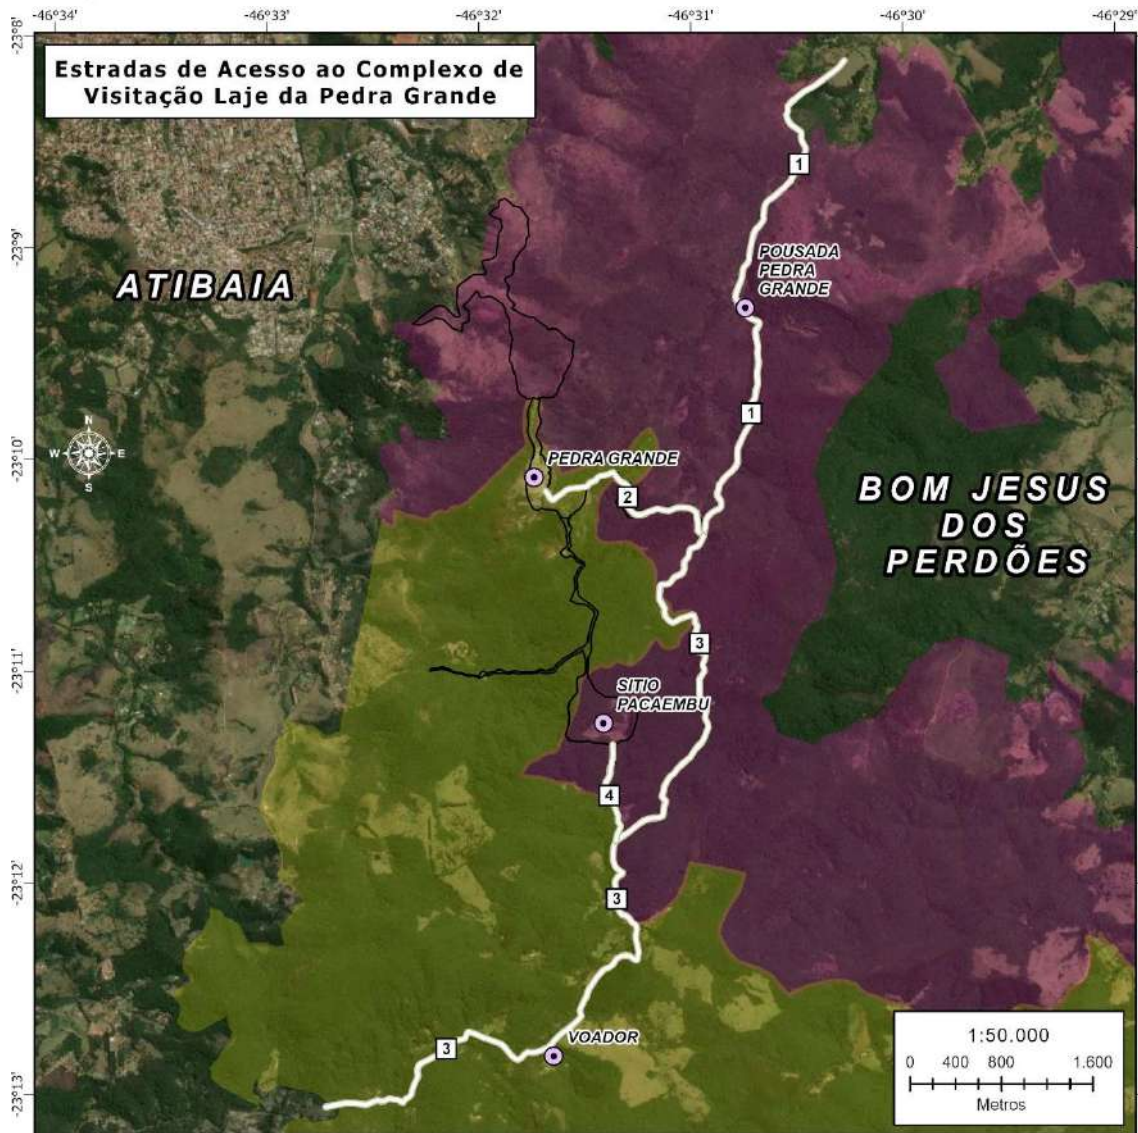 -46°34'
-46°33'
-46°32'
-46°31'
-46°30'
-46°29'
-23°8'
Estradas de Acesso ao Complexo de
Visitação Laje da Pedra Grande
1
-23°9'
POUSADA
PEDRA
GRANDE
ATIBAIA
1
N
W
E
S
-23°10'
PEDRA GRANDE
2
BOM JESUS
DOS
PERDÕES
3
-23°11'
SITIO
PACAEMBU
4
-23°12'
3
VOADOR
3
-23°13'
1:50.000
0 400 800 1.600
Metros